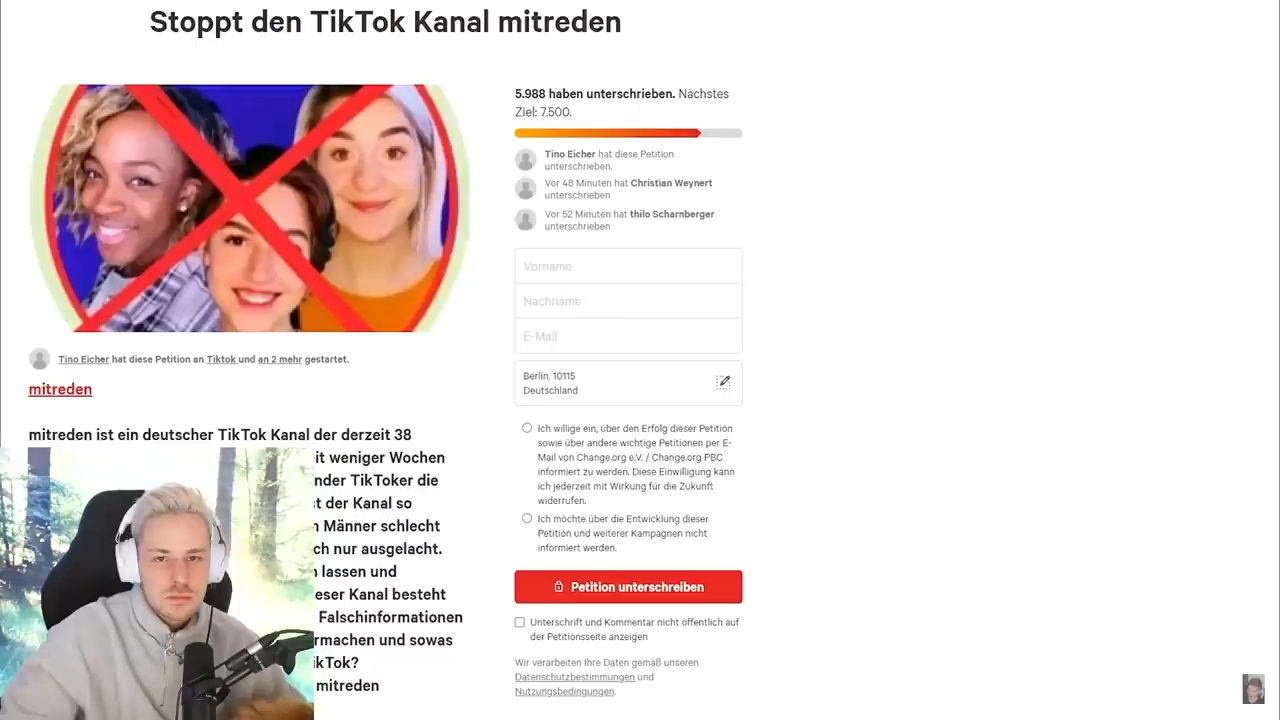 Stoppt den TikTok Kanal mitreden
5.988 haben unterschrieben. Nächstes
Ziel: 7.500.
Tino Eicher hat diese Petition
unterschrieben.
Vor 48 Minuten hat Christian Weynert
unterschrieben
Vor 52 Minuten hat thilo Scharnberger
unterschrieben
Vorname
Nachname
E-Mail
Berlin, 10115
Deutschland
Ich willige ein, über den Erfolg dieser Petition
sowie über andere wichtige Petitionen per E-
Mail von Change.org e.V. / Change.org PBC
informiert zu werden. Diese Einwilligung kann
ich jederzeit mit Wirkung für die Zukunft
widerrufen.
Ich möchte über die Entwicklung dieser
Petition und weiterer Kampagnen nicht
informiert werden.
Petition unterschreiben
Unterschrift und Kommentar nicht öffentlich auf
der Petitionsseite anzeigen
Wir verarbeiten Ihre Daten gemäß unseren
Datenschutzbestimmungen und
Nutzungsbedingungen.
Tino Eicher hat diese Petition an Tiktok und an 2 mehr gestartet.
mitreden
mitreden ist ein deutscher TikTok Kanal der derzeit 38
weniger Wochen
TikToker die
der Kanal so
Männer schlecht
nur ausgelacht.
lassen und
Kanal besteht
Falschinformationen
und sowas
mitreden